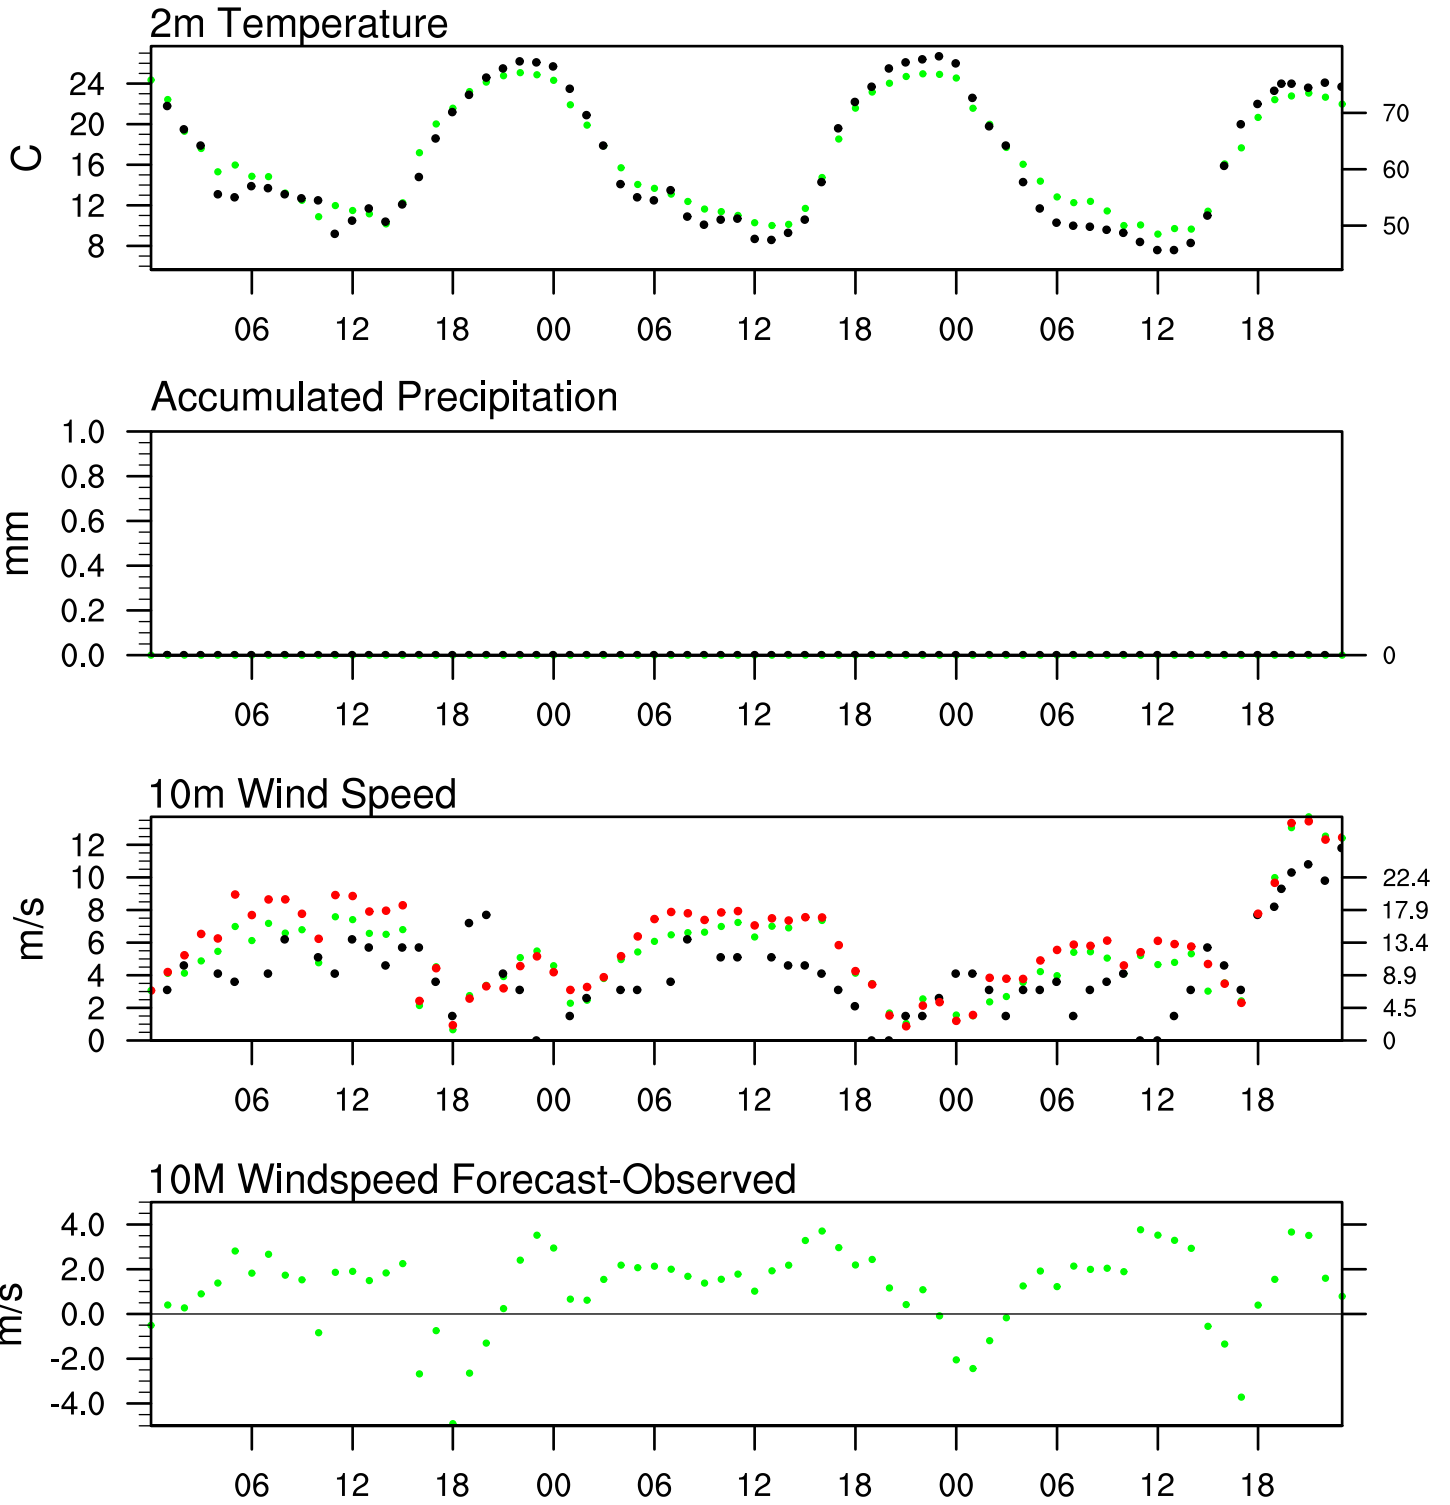 2m Temperature
C
24
20
16
12
8
70
60
50
06 12 18 00 06 12 18 00 06 12 18
Accumulated Precipitation
mm
1.0
0.8
0.6
0.4
0.2
0.0
0
06 12 18 00 06 12 18 00 06 12 18
10m Wind Speed
m/s
12
10
8
6
4
2
0
22.4
17.9
13.4
8.9
4.5
0
06 12 18 00 06 12 18 00 06 12 18
10M Windspeed Forecast-Observed
m/s
4.0
2.0
0.0
-2.0
-4.0
06 12 18 00 06 12 18 00 06 12 18